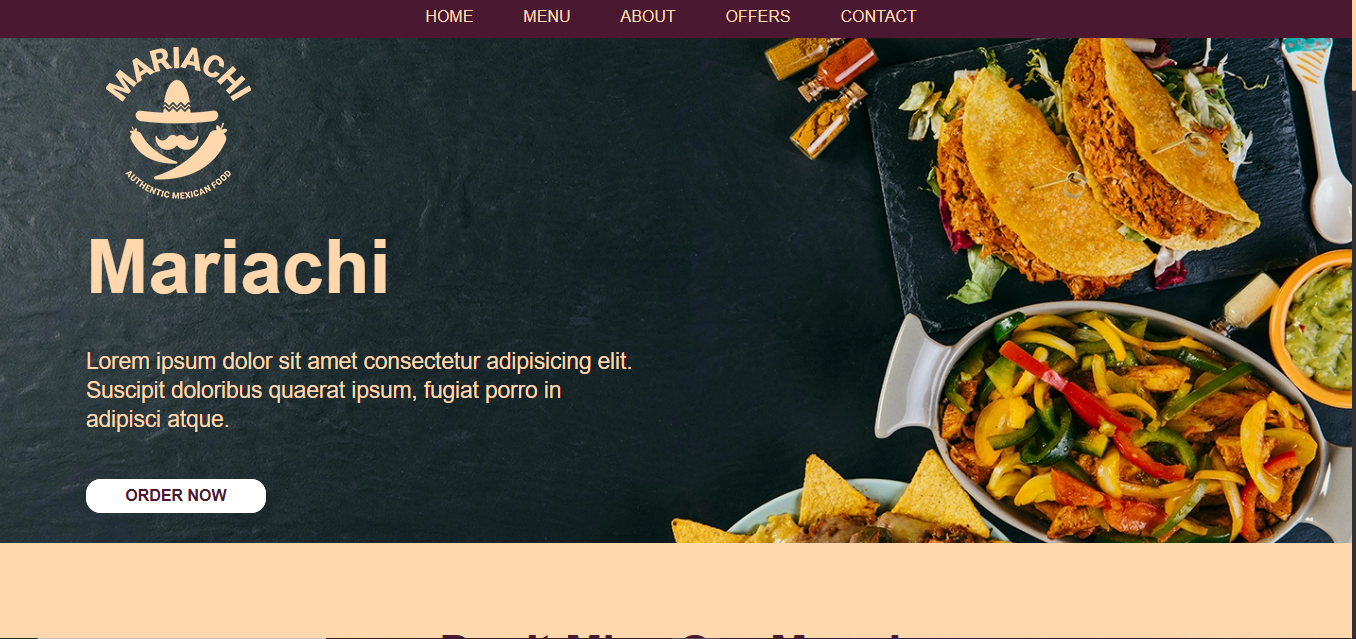 HOME MENU ABOUT OFFERS CONTACT
MARIACHI
AUTHENTIC MEXICAN FOOD
Mariachi
Lorem ipsum dolor sit amet consectetur adipisicing elit.
Suscipit doloribus quaerat ipsum, fugiat porro in
adipisci atque.
ORDER NOW